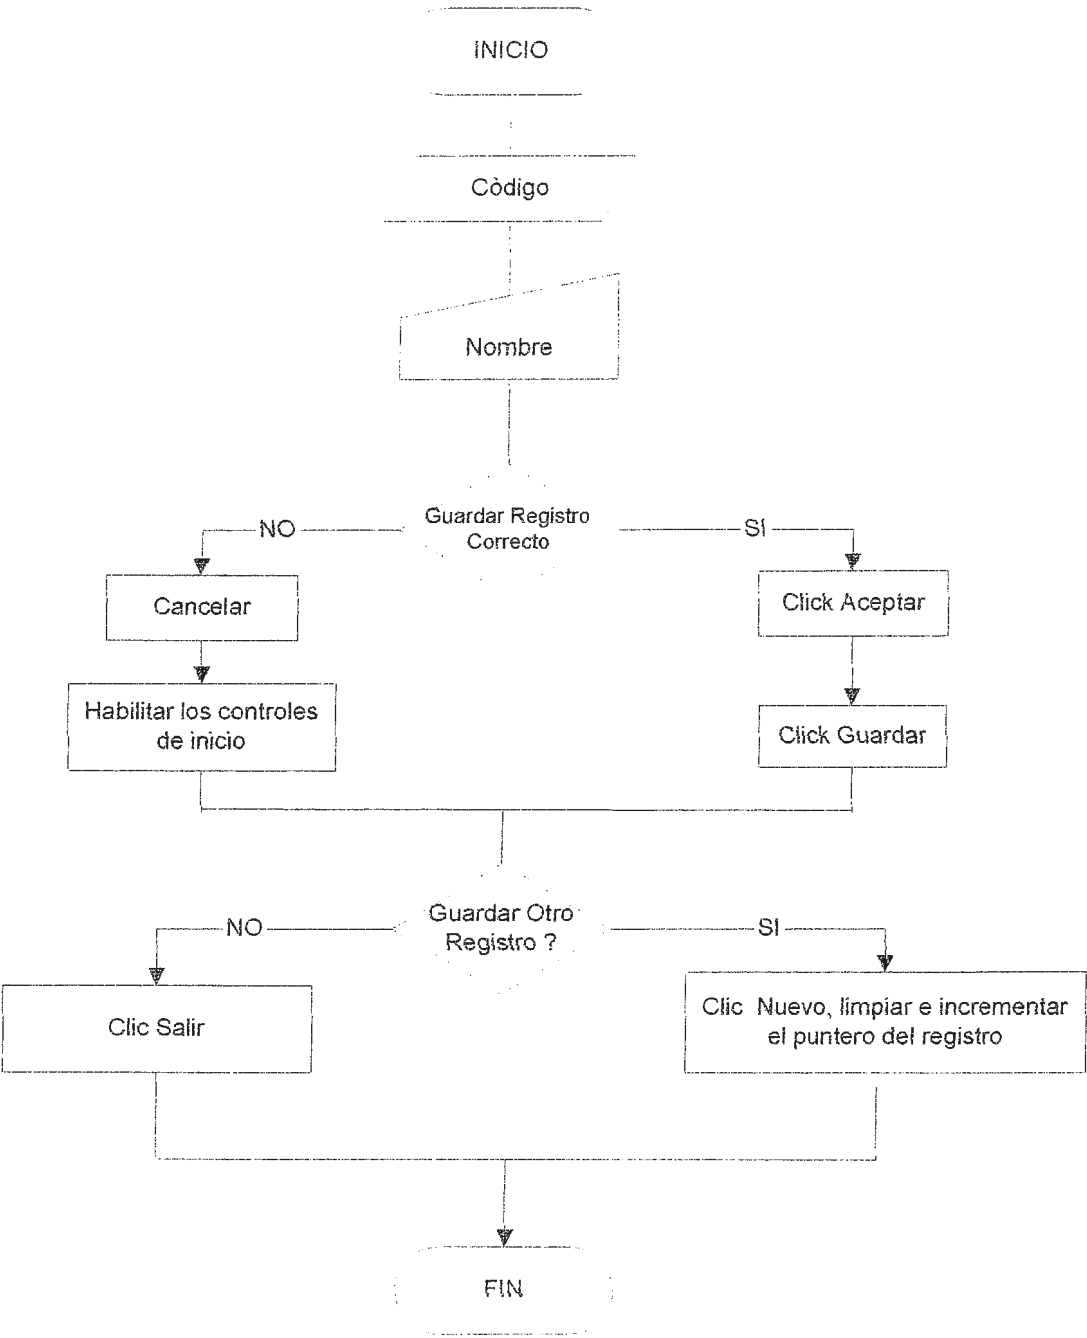 INICIO
Còdigo
Nombre
Guardar Registro
Correcto
NO
SI
Cancelar
Click Aceptar
Habilitar los controles
de inicio
Click Guardar
Guardar Otro
Registro ?
NO
SI
Clic Salir
Clic Nuevo, limpiar e incrementar
el puntero del registro
FIN